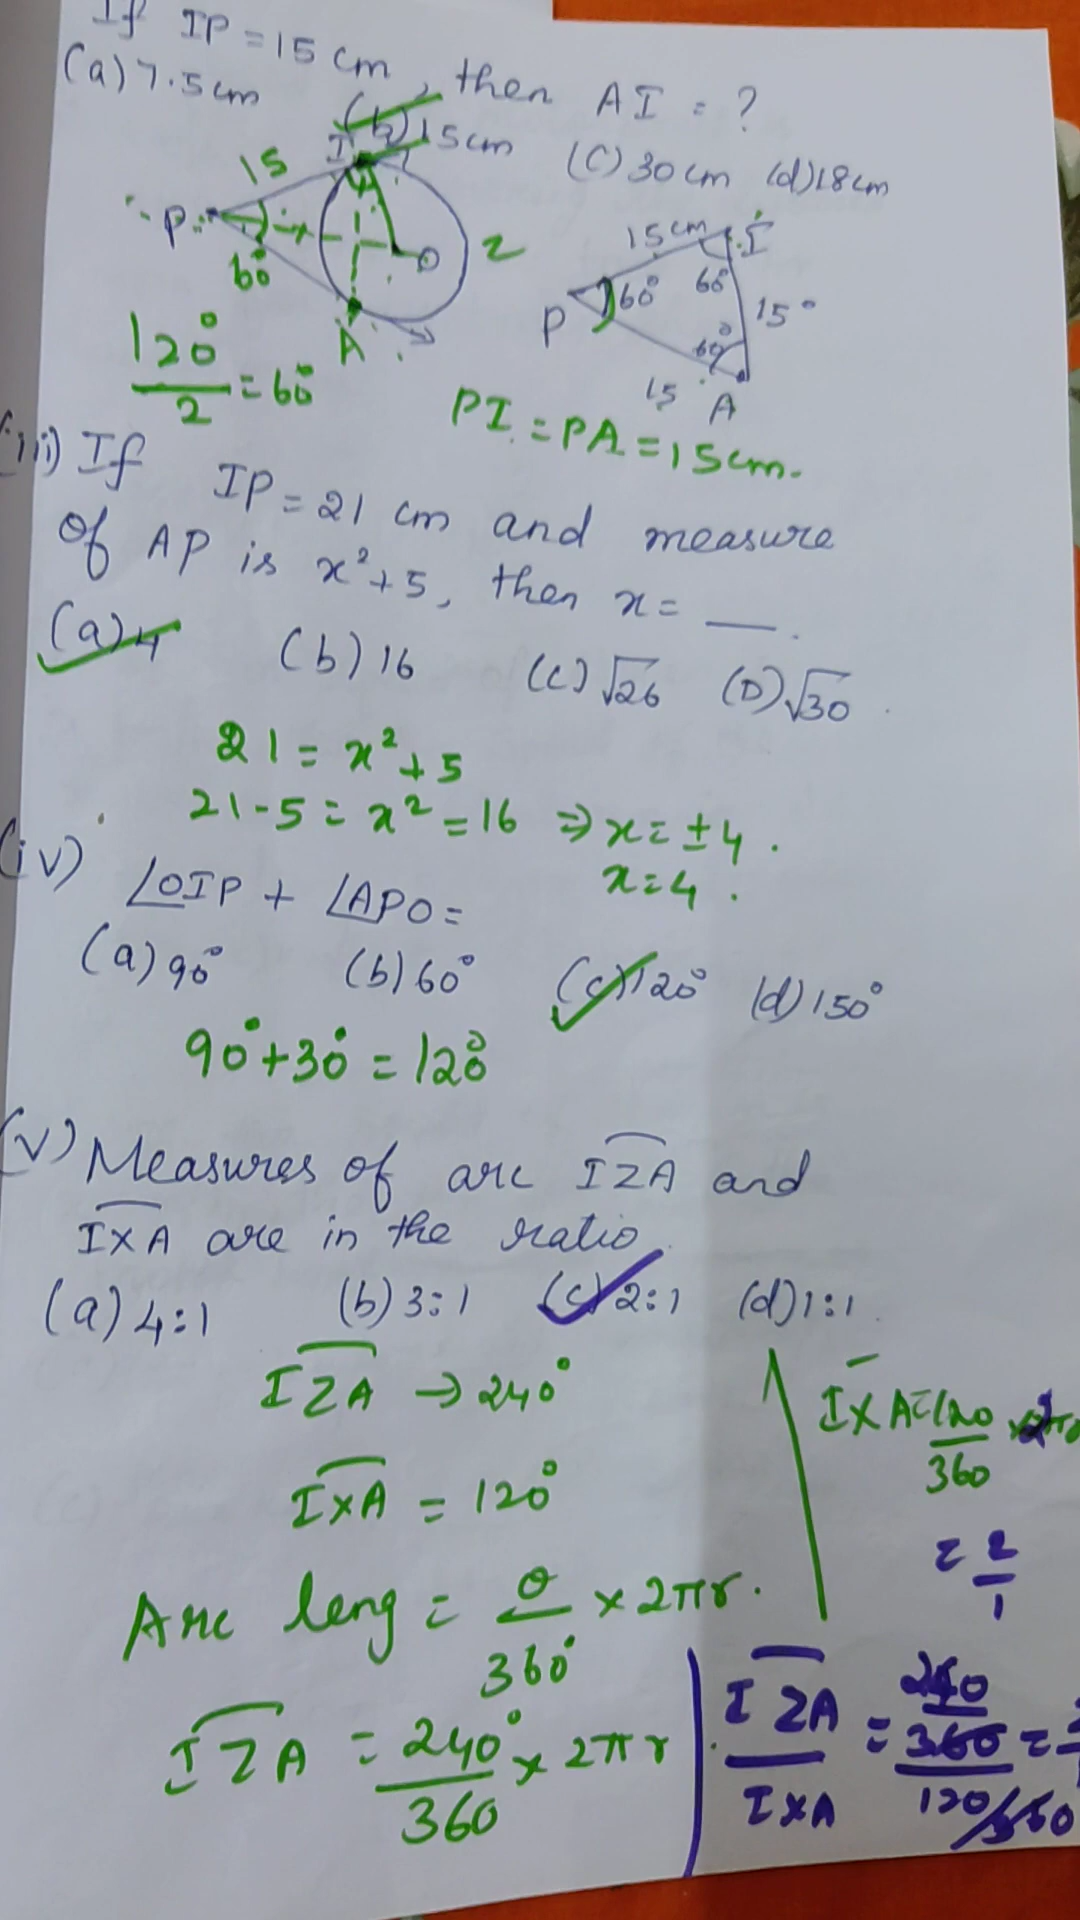 If IP = 15 cm, then AI = ?
(a) 7.5 cm (b) 15 cm (C) 30 cm (d) 18 cm
15 I
P x O Z
60°
A
15 cm I
P 60° 60° 15°
60°
15 A
120°/2 = 60°
PI = PA = 15 cm.
(iii) If IP = 21 cm and measure
of AP is x² + 5, then x = ___.
(a) 4 (b) 16 (C) √26 (D) √30
21 = x² + 5
21 - 5 = x² = 16 ⇒ x = ± 4 .
x = 4 .
(iv) ∠OIP + ∠APO =
(a) 90° (b) 60° (c) 120° (d) 150°
90° + 30° = 120°
(v) Measures of arc IZA and
IXA are in the ratio
(a) 4:1 (b) 3:1 (c) 2:1 (d) 1:1
IZA → 240°
IXA = 120°
IXA = 120/360
= 2/1
Arc leng = θ/360° × 2πr .
IZA = 240°/360 × 2πr
IZA/IXA = 240/360 / 120/360 =